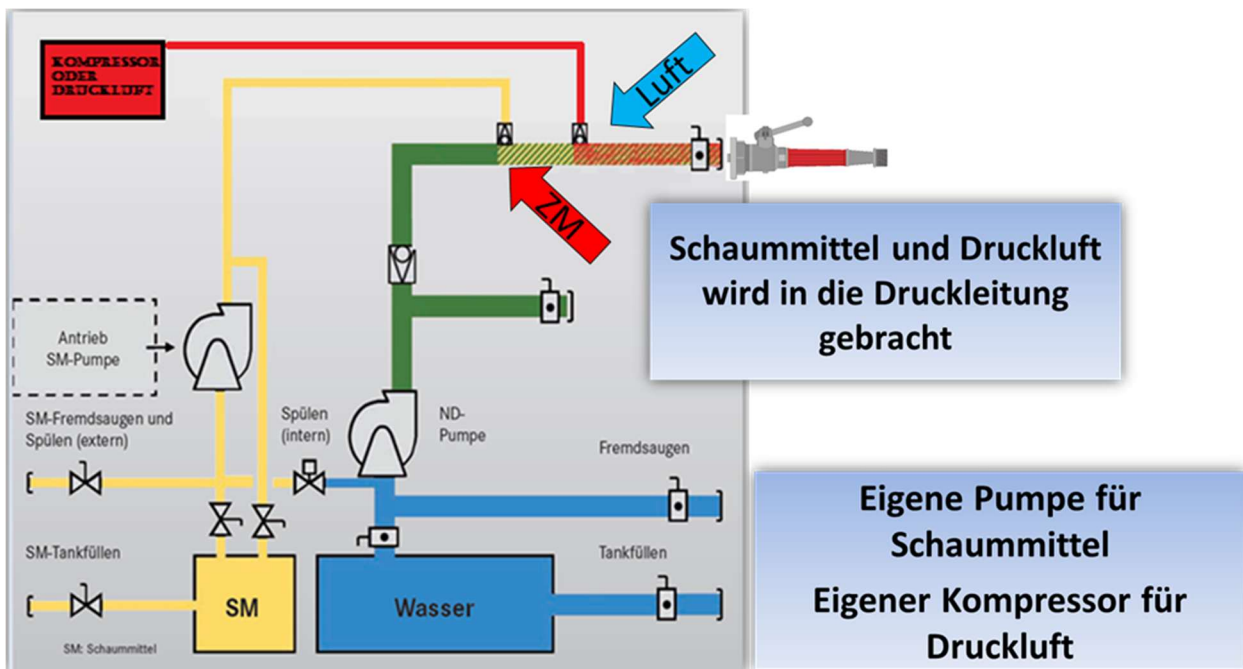 KOMPRESSOR
ODER
DRUCKLUFT
Luft
ZM
Schaummittel und Druckluft
wird in die Druckleitung
gebracht
Antrieb
SM-Pumpe
SM-Fremdsaugen und
Spülen (extern)
Spülen
(intern)
ND-
Pumpe
Fremdsaugen
SM-Tankfüllen
Tankfüllen
SM
Wasser
SM: Schaummittel
Eigene Pumpe für
Schaummittel
Eigener Kompressor für
Druckluft